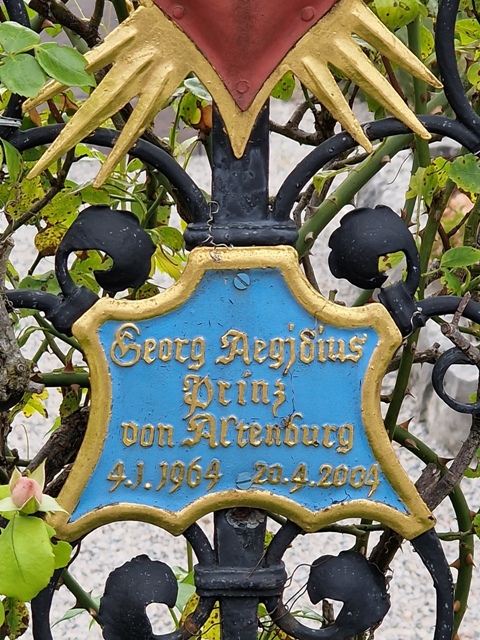 Georg Aegidius
Prinz
von Altenburg
4.1.1964 20.4.2004